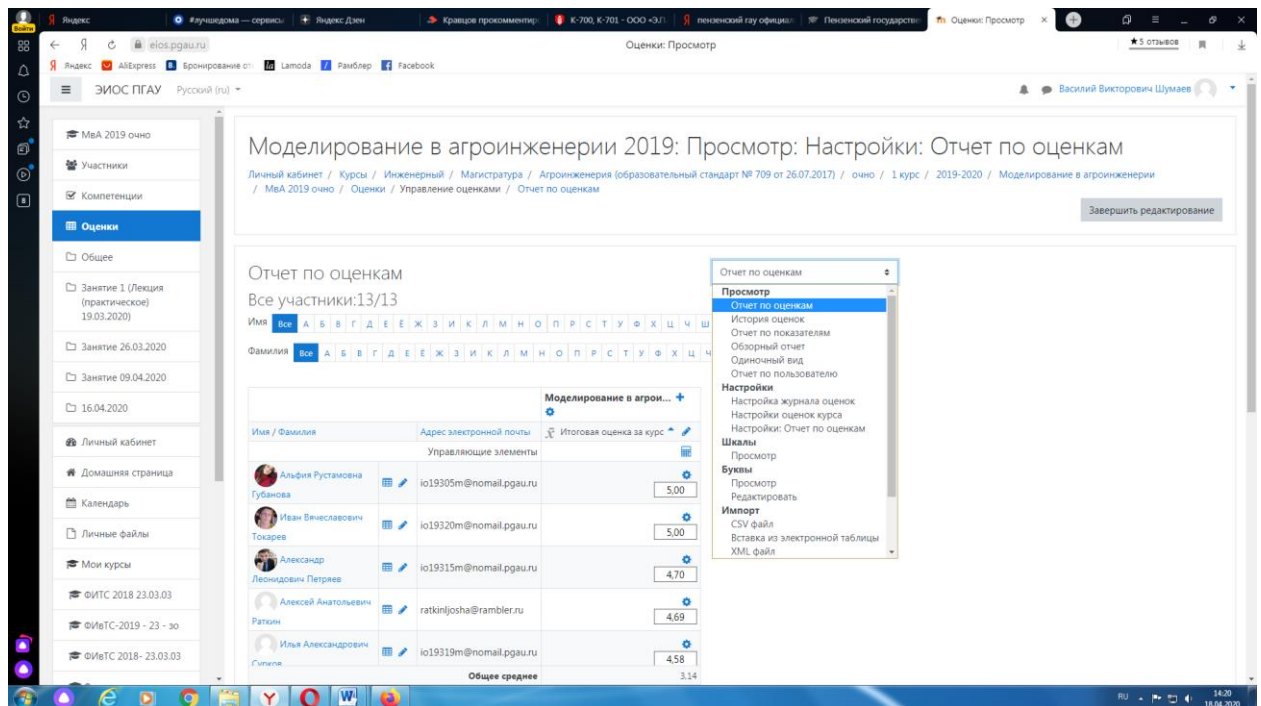 Войти
Яндекс
#лучшедома — сервисы
Яндекс Дзен
Кравцов прокомментир
К-700, К-701 - ООО «З.П.
пензенский гау официал
Пензенский государстве
Оценки: Просмотр
eios.pgau.ru
Оценки: Просмотр
★5 отзывов
Яндекс
AliExpress
Бронирование от
Lamoda
Рамблер
Facebook
ЭИОС ПГАУ Русский (ru)
Василий Викторович Шумаев
МвА 2019 очно
Участники
Компетенции
Оценки
Общее
Занятие 1 (Лекция
(практическое)
19.03.2020)
Занятие 26.03.2020
Занятие 09.04.2020
16.04.2020
Личный кабинет
Домашняя страница
Календарь
Личные файлы
Мои курсы
ФИТС 2018 23.03.03
ФИвТС-2019 - 23 - зо
ФИвТС 2018- 23.03.03
Моделирование в агроинженерии 2019: Просмотр: Настройки: Отчет по оценкам
Личный кабинет / Курсы / Инженерный / Магистратура / Агроинженерия (образовательный стандарт № 709 от 26.07.2017) / очно / 1 курс / 2019-2020 / Моделирование в агроинженерии
/ МвА 2019 очно / Оценки / Управление оценками / Отчет по оценкам
Завершить редактирование
Отчет по оценкам
Все участники:13/13
Имя Все А Б В Г Д Е Ё Ж З И К Л М Н О П Р С Т У Ф Х Ц Ч Ш
Фамилия Все А Б В Г Д Е Ё Ж З И К Л М Н О П Р С Т У Ф Х Ц Ч
Моделирование в агрои... +
Имя / Фамилия Адрес электронной почты x̄ Итоговая оценка за курс
Управляющие элементы
Альфия Рустамовна
Губанова
io19305m@nomail.pgau.ru
5,00
Иван Вячеславович
Токарев
io19320m@nomail.pgau.ru
5,00
Александр
Леонидович Петряев
io19315m@nomail.pgau.ru
4,70
Алексей Анатольевич
Раткин
ratkinljosha@rambler.ru
4,69
Илья Александрович
Сурков
io19319m@nomail.pgau.ru
4,58
Общее среднее 3,14
Отчет по оценкам
Просмотр
Отчет по оценкам
История оценок
Отчет по показателям
Обзорный отчет
Одиночный вид
Отчет по пользователю
Настройки
Настройка журнала оценок
Настройки оценок курса
Настройки: Отчет по оценкам
Шкалы
Просмотр
Буквы
Просмотр
Редактировать
Импорт
CSV файл
Вставка из электронной таблицы
XML файл
RU
14:20
18.04.2020